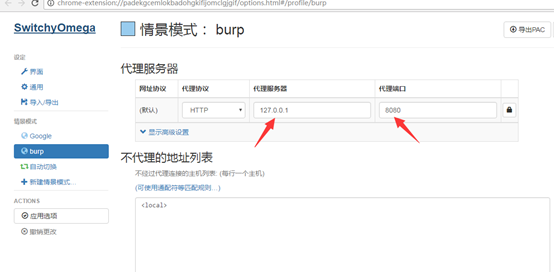 chrome-extension://padekgcemlokbadohgkifijomclgjgif/options.html#/profile/burp
SwitchyOmega
情景模式： burp
导出PAC
设定
界面
通用
导入/导出
情景模式
Google
burp
自动切换
新建情景模式...
ACTIONS
应用选项
撤销更改
代理服务器
网址协议 代理协议 代理服务器 代理端口
(默认) HTTP 127.0.0.1 8080
显示高级设置
不代理的地址列表
不经过代理连接的主机列表: (每行一个主机)
(可使用通配符等匹配规则…)
<local>